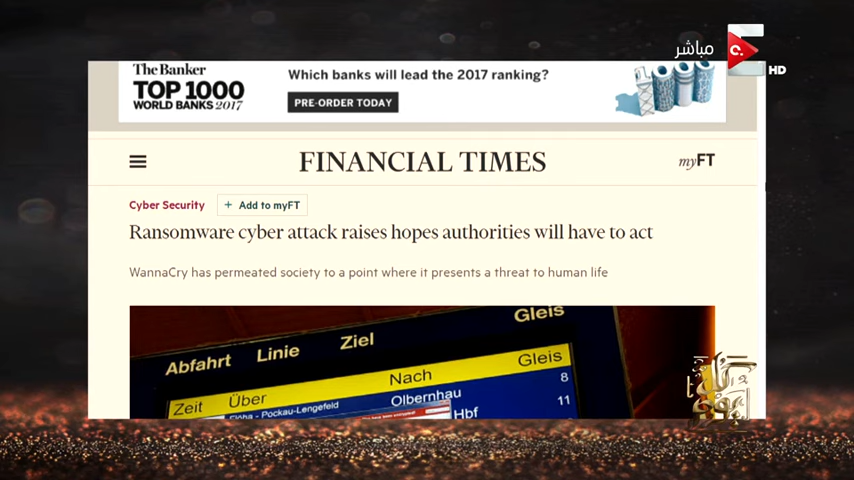 مباشر
HD
The Banker
TOP 1000
WORLD BANKS 2017
Which banks will lead the 2017 ranking?
PRE-ORDER TODAY
FINANCIAL TIMES
myFT
Cyber Security
+ Add to myFT
Ransomware cyber attack raises hopes authorities will have to act
WannaCry has permeated society to a point where it presents a threat to human life
Abfahrt Linie Ziel Gleis
Zeit Über Nach Gleis
Olbernhau 8
Flöha - Pockau-Lengefeld
Hbf 11
كل يوم